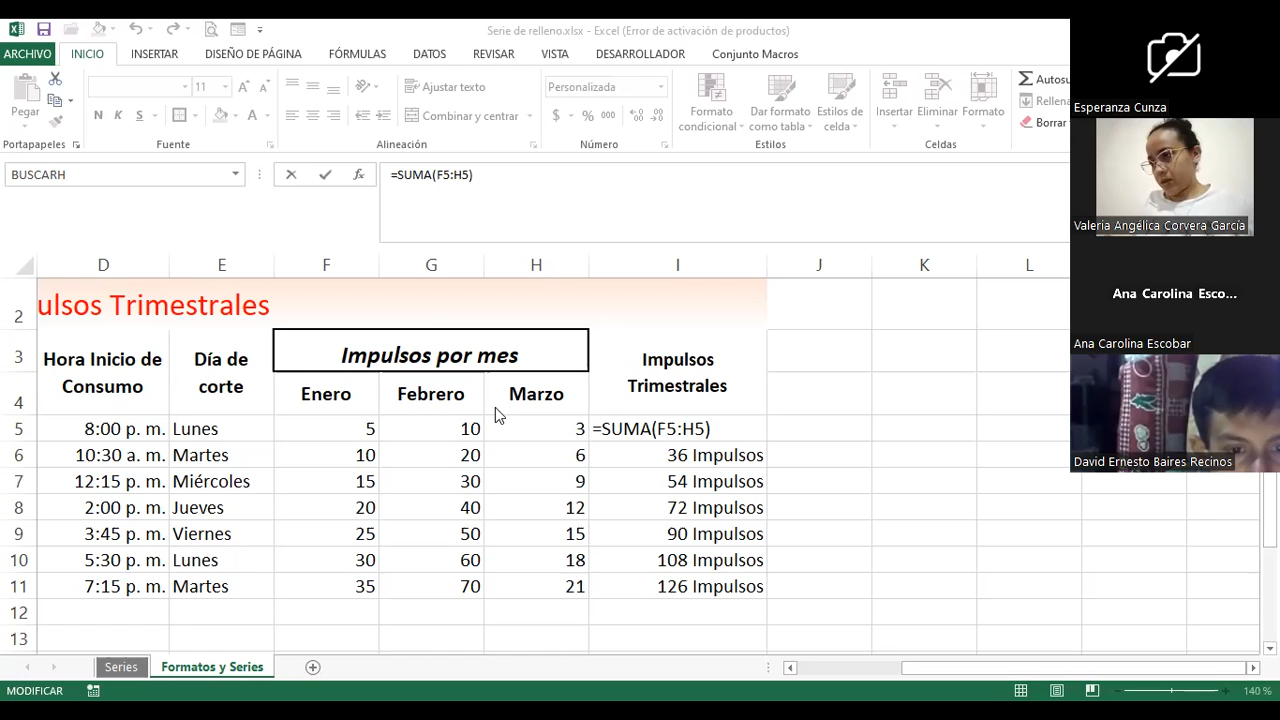 Serie de relleno.xlsx - Excel (Error de activación de productos)
ARCHIVO INICIO INSERTAR DISEÑO DE PÁGINA FÓRMULAS DATOS REVISAR VISTA DESARROLLADOR Conjunto Macros
Pegar
11
N K S
Ajustar texto
Combinar y centrar
Personalizada
$ % 000
Formato condicional
Dar formato como tabla
Estilos de celda
Insertar
Eliminar
Formato
Autosu
Rellena
Borrar
Portapapeles Fuente Alineación Número Estilos Celdas
BUSCARH fx =SUMA(F5:H5)
D E F G H I J K L
2 ulsos Trimestrales
3 Hora Inicio de Consumo Día de corte Impulsos por mes Impulsos Trimestrales
4 Enero Febrero Marzo
5 8:00 p. m. Lunes 5 10 3 =SUMA(F5:H5)
6 10:30 a. m. Martes 10 20 6 36 Impulsos
7 12:15 p. m. Miércoles 15 30 9 54 Impulsos
8 2:00 p. m. Jueves 20 40 12 72 Impulsos
9 3:45 p. m. Viernes 25 50 15 90 Impulsos
10 5:30 p. m. Lunes 30 60 18 108 Impulsos
11 7:15 p. m. Martes 35 70 21 126 Impulsos
12
13
Series Formatos y Series
MODIFICAR 140 %
Esperanza Cunza
Valeria Angélica Corvera García
Ana Carolina Esco...
Ana Carolina Escobar
David Ernesto Baires Recinos